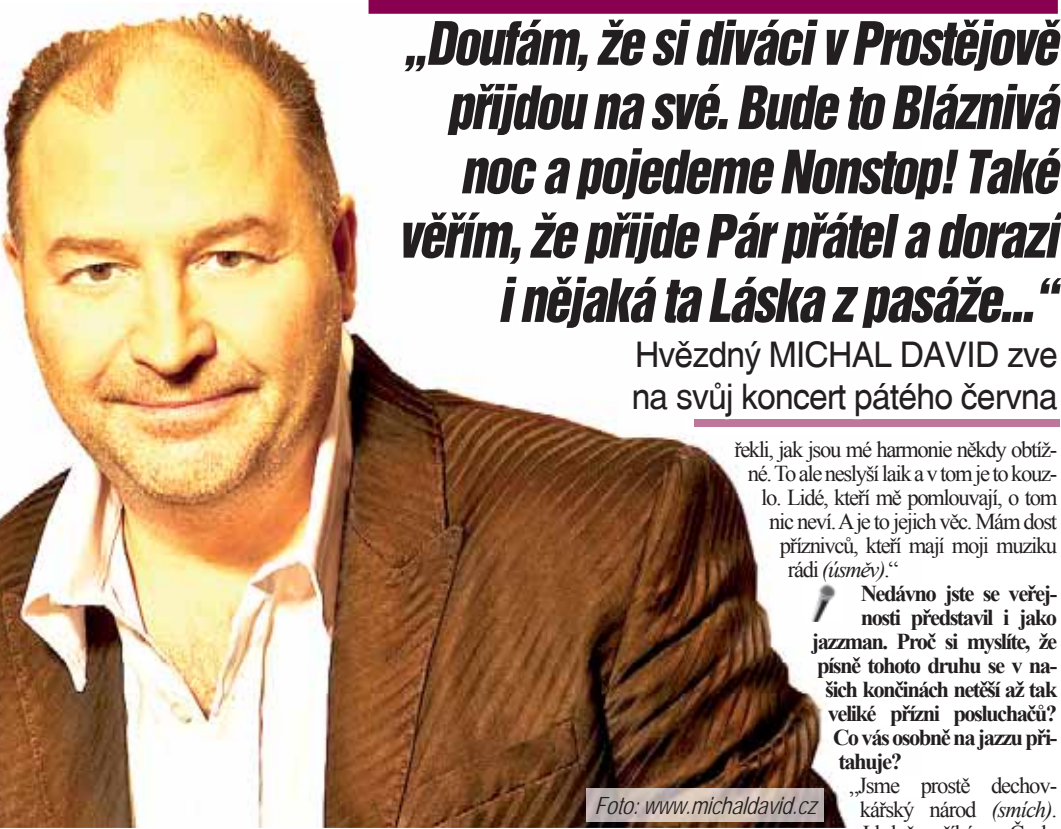 „Doufám, že si diváci v Prostějově
přijdou na své. Bude to Bláznivá
noc a pojedeme Nonstop! Také
věřím, že přijde Pár přátel a dorazí
i nějaká ta Láska z pasáže...“
Hvězdný MICHAL DAVID zve
na svůj koncert pátého června
řekli, jak jsou mé harmonie někdy obtíž-
né. To ale neslyší laik a v tom je to kouz-
lo. Lidé, kteří mě pomlouvají, o tom
nic neví. A je to jejich věc. Mám dost
příznivců, kteří mají moji muziku
rádi (úsměv).“
Nedávno jste se veřej-
nosti představil i jako
jazzman. Proč si myslíte, že
písně tohoto druhu se v na-
šich končinách netěší až tak
veliké přízni posluchačů?
Co vás osobně na jazzu při-
tahuje?
„Jsme prostě dechov-
kářský národ (smích).
Foto: www.michaldavid.cz